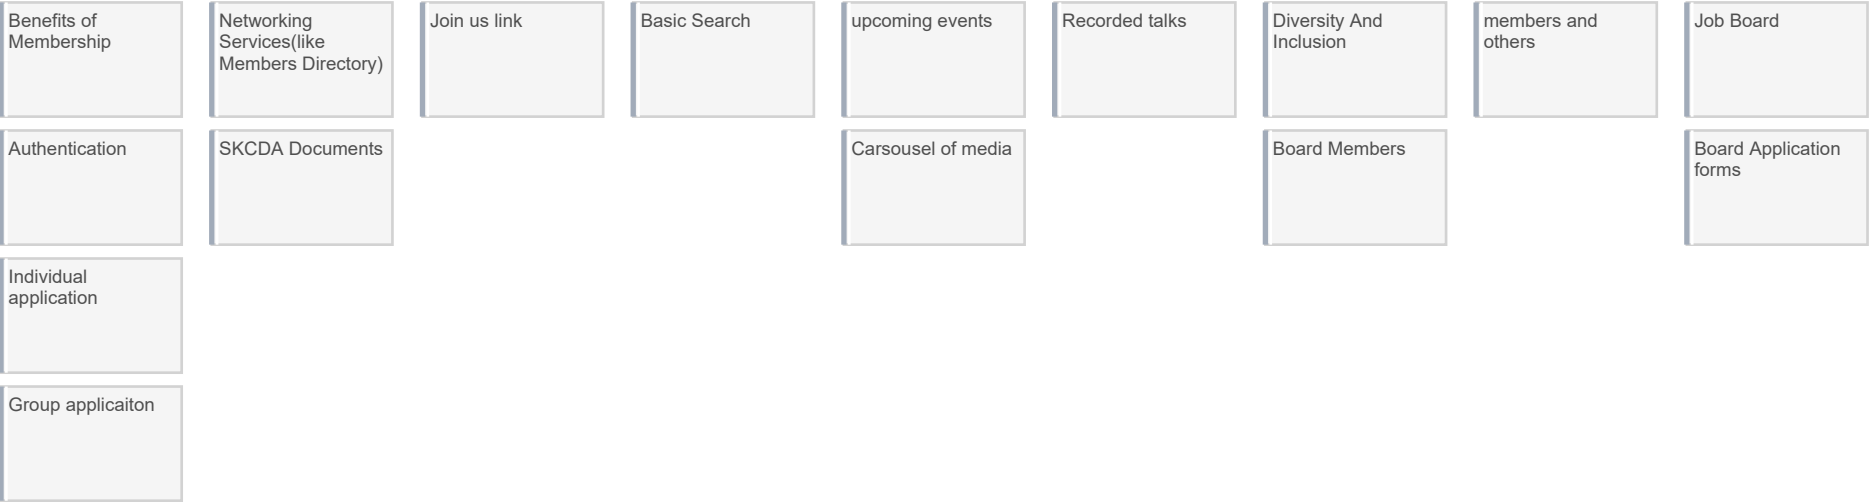 Benefits of
Membership
Networking
Services(like
Members Directory)
Join us link
Basic Search
upcoming events
Recorded talks
Diversity And
Inclusion
members and
others
Job Board
Authentication
SKCDA Documents
Carsousel of media
Board Members
Board Application
forms
Individual
application
Group applicaiton